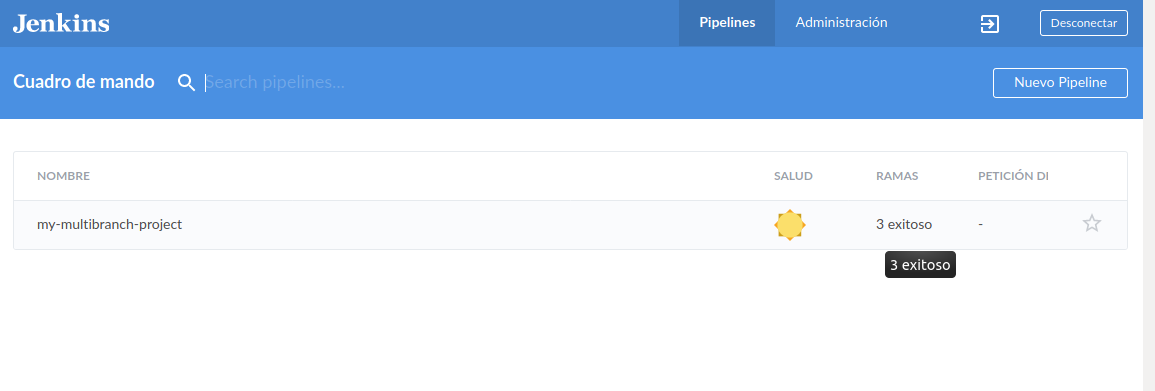 Jenkins Pipelines Administración Desconectar
Cuadro de mando Search pipelines... Nuevo Pipeline
NOMBRE SALUD RAMAS PETICIÓN DI
my-multibranch-project 3 exitoso -
3 exitoso